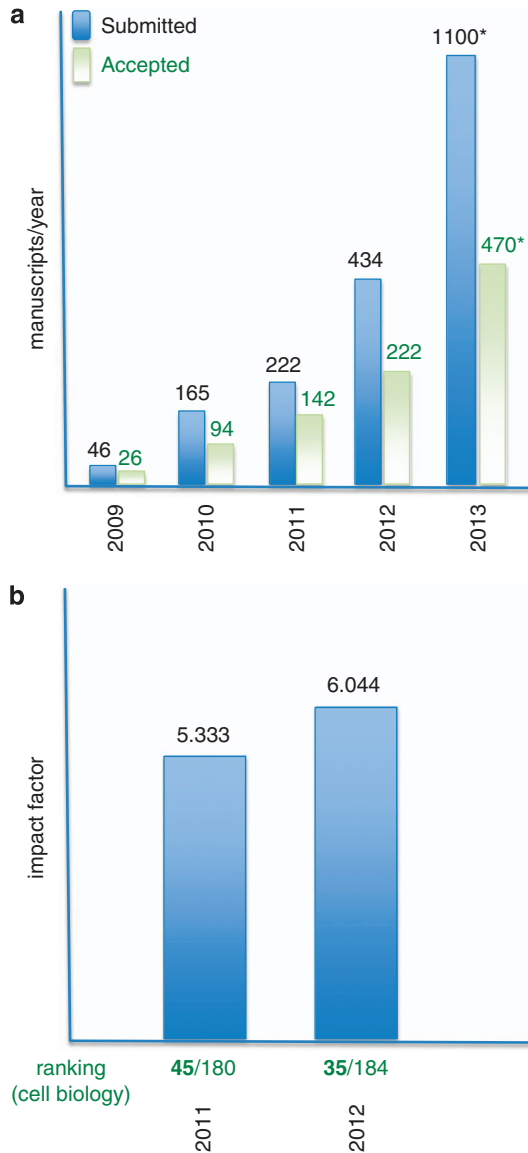 a
Submitted
Accepted
manuscripts/year
46
26
165
94
222
142
434
222
1100*
470*
2009
2010
2011
2012
2013
b
impact factor
5.333
6.044
ranking
(cell biology)
45/180
35/184
2011
2012